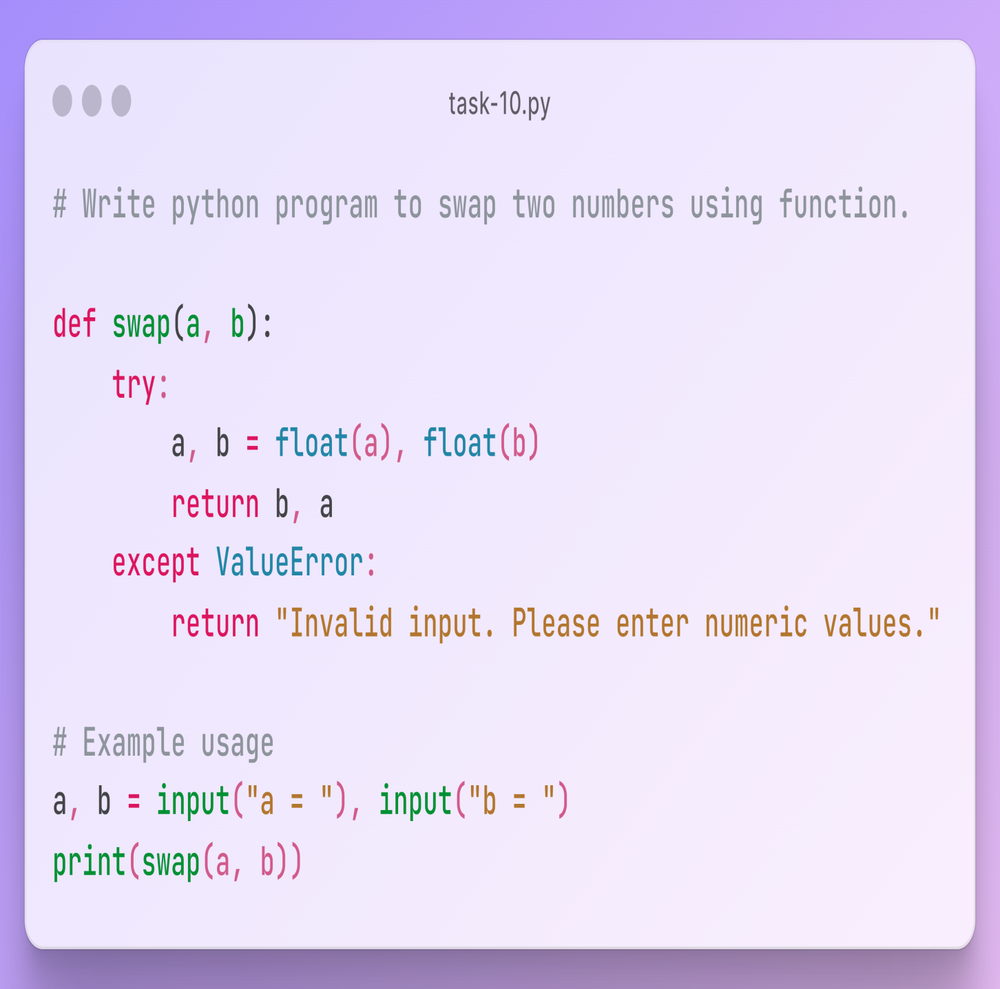 task-10.py
# Write python program to swap two numbers using function.
def swap(a, b):
    try:
        a, b = float(a), float(b)
        return b, a
    except ValueError:
        return "Invalid input. Please enter numeric values."
# Example usage
a, b = input("a = "), input("b = ")
print(swap(a, b))